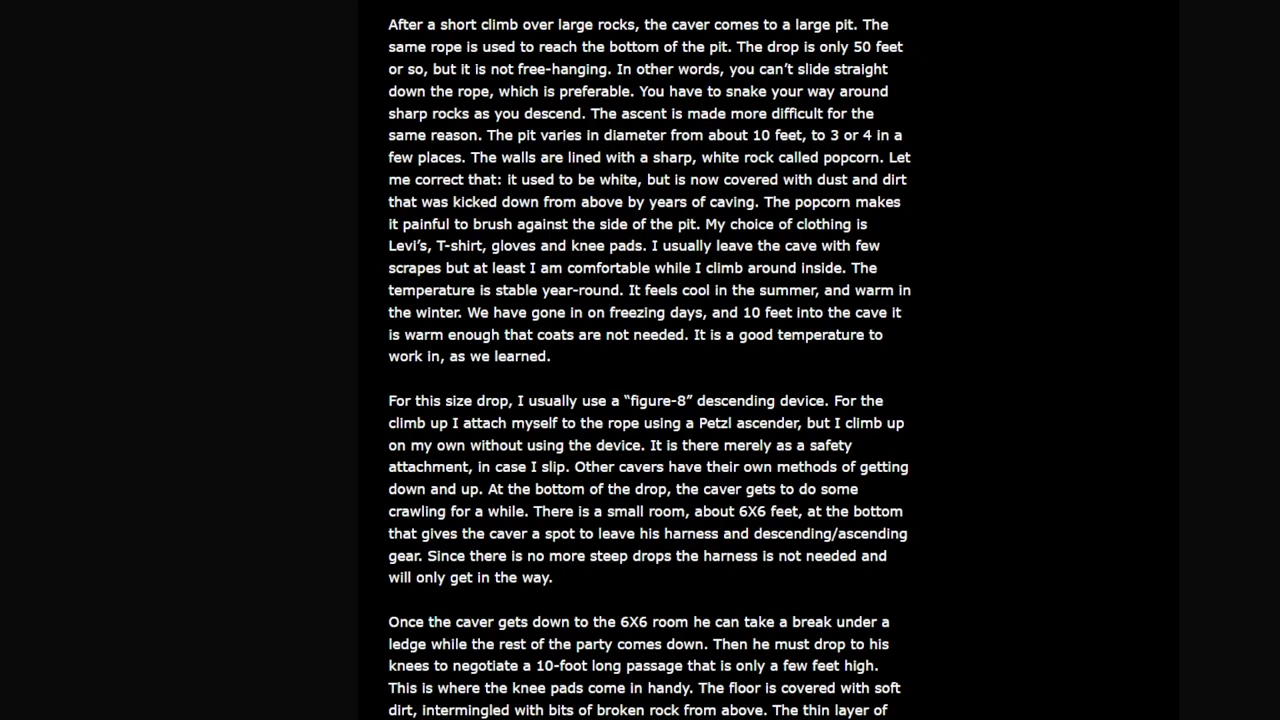 After a short climb over large rocks, the caver comes to a large pit. The
same rope is used to reach the bottom of the pit. The drop is only 50 feet
or so, but it is not free-hanging. In other words, you can’t slide straight
down the rope, which is preferable. You have to snake your way around
sharp rocks as you descend. The ascent is made more difficult for the
same reason. The pit varies in diameter from about 10 feet, to 3 or 4 in a
few places. The walls are lined with a sharp, white rock called popcorn. Let
me correct that: it used to be white, but is now covered with dust and dirt
that was kicked down from above by years of caving. The popcorn makes
it painful to brush against the side of the pit. My choice of clothing is
Levi’s, T-shirt, gloves and knee pads. I usually leave the cave with few
scrapes but at least I am comfortable while I climb around inside. The
temperature is stable year-round. It feels cool in the summer, and warm in
the winter. We have gone in on freezing days, and 10 feet into the cave it
is warm enough that coats are not needed. It is a good temperature to
work in, as we learned.
For this size drop, I usually use a “figure-8” descending device. For the
climb up I attach myself to the rope using a Petzl ascender, but I climb up
on my own without using the device. It is there merely as a safety
attachment, in case I slip. Other cavers have their own methods of getting
down and up. At the bottom of the drop, the caver gets to do some
crawling for a while. There is a small room, about 6X6 feet, at the bottom
that gives the caver a spot to leave his harness and descending/ascending
gear. Since there is no more steep drops the harness is not needed and
will only get in the way.
Once the caver gets down to the 6X6 room he can take a break under a
ledge while the rest of the party comes down. Then he must drop to his
knees to negotiate a 10-foot long passage that is only a few feet high.
This is where the knee pads come in handy. The floor is covered with soft
dirt, intermingled with bits of broken rock from above. The thin layer of